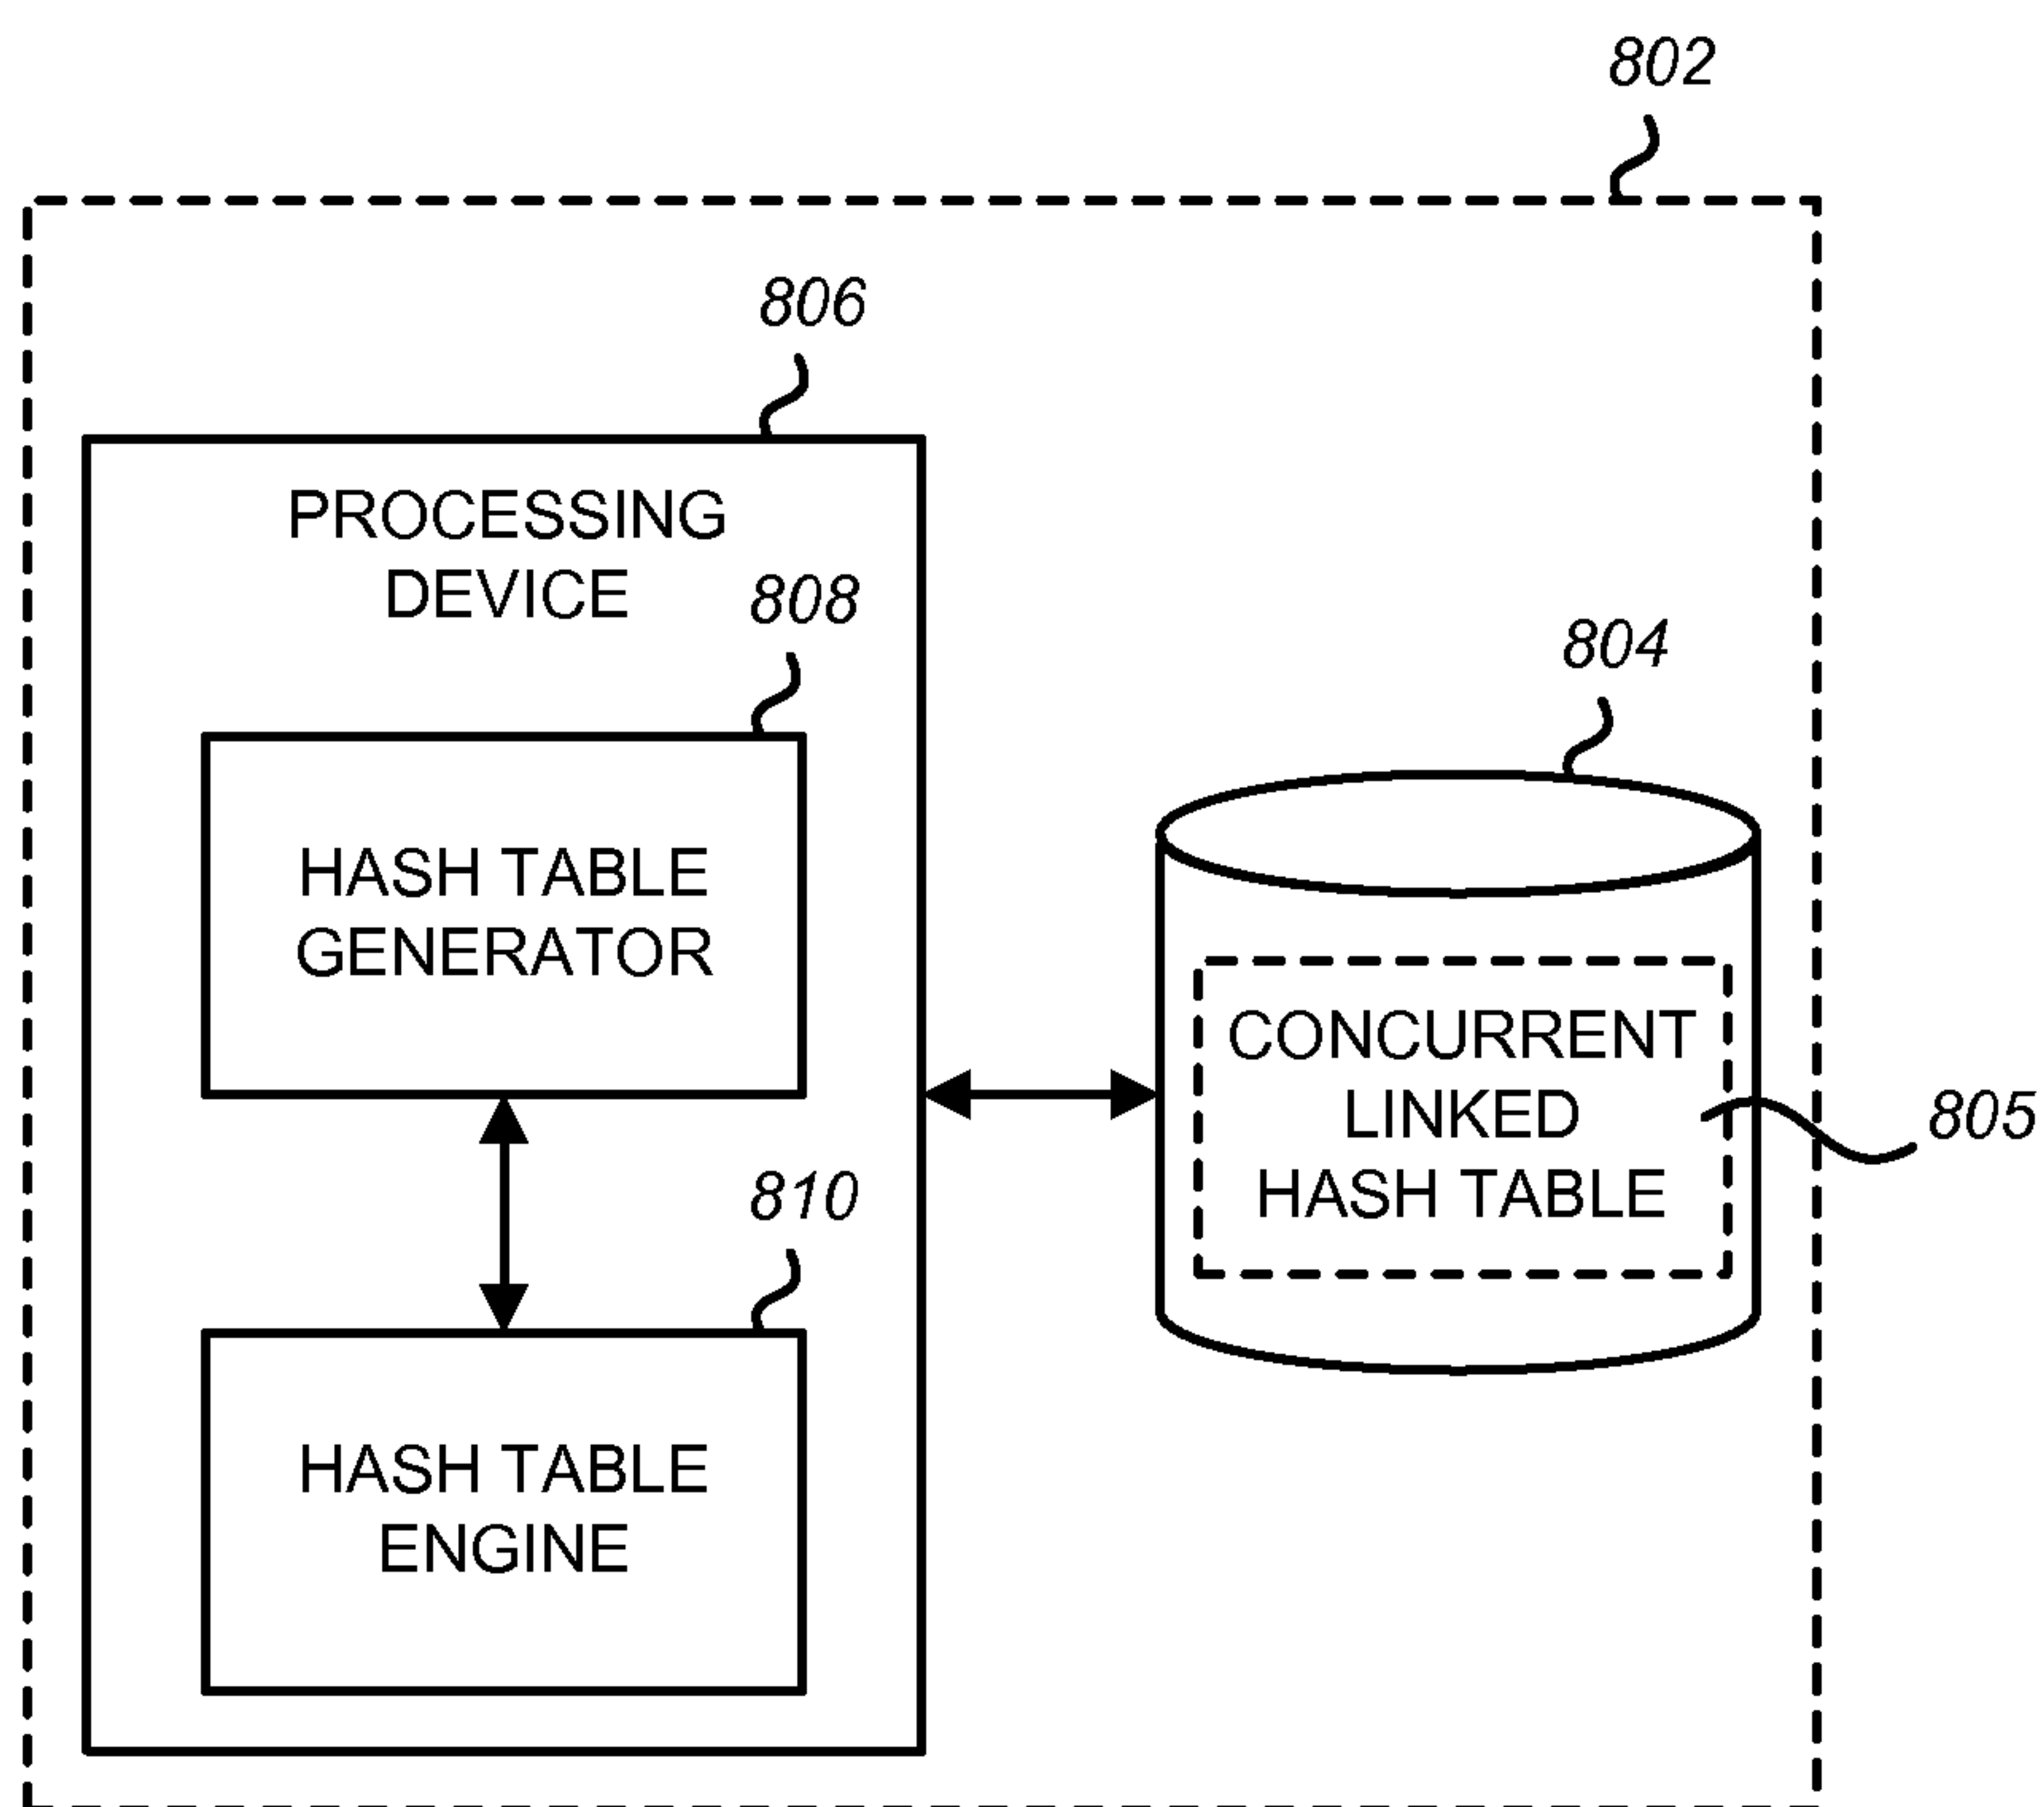 802
806
PROCESSING
DEVICE
808
804
HASH TABLE
GENERATOR
CONCURRENT
LINKED
HASH TABLE
805
810
HASH TABLE
ENGINE